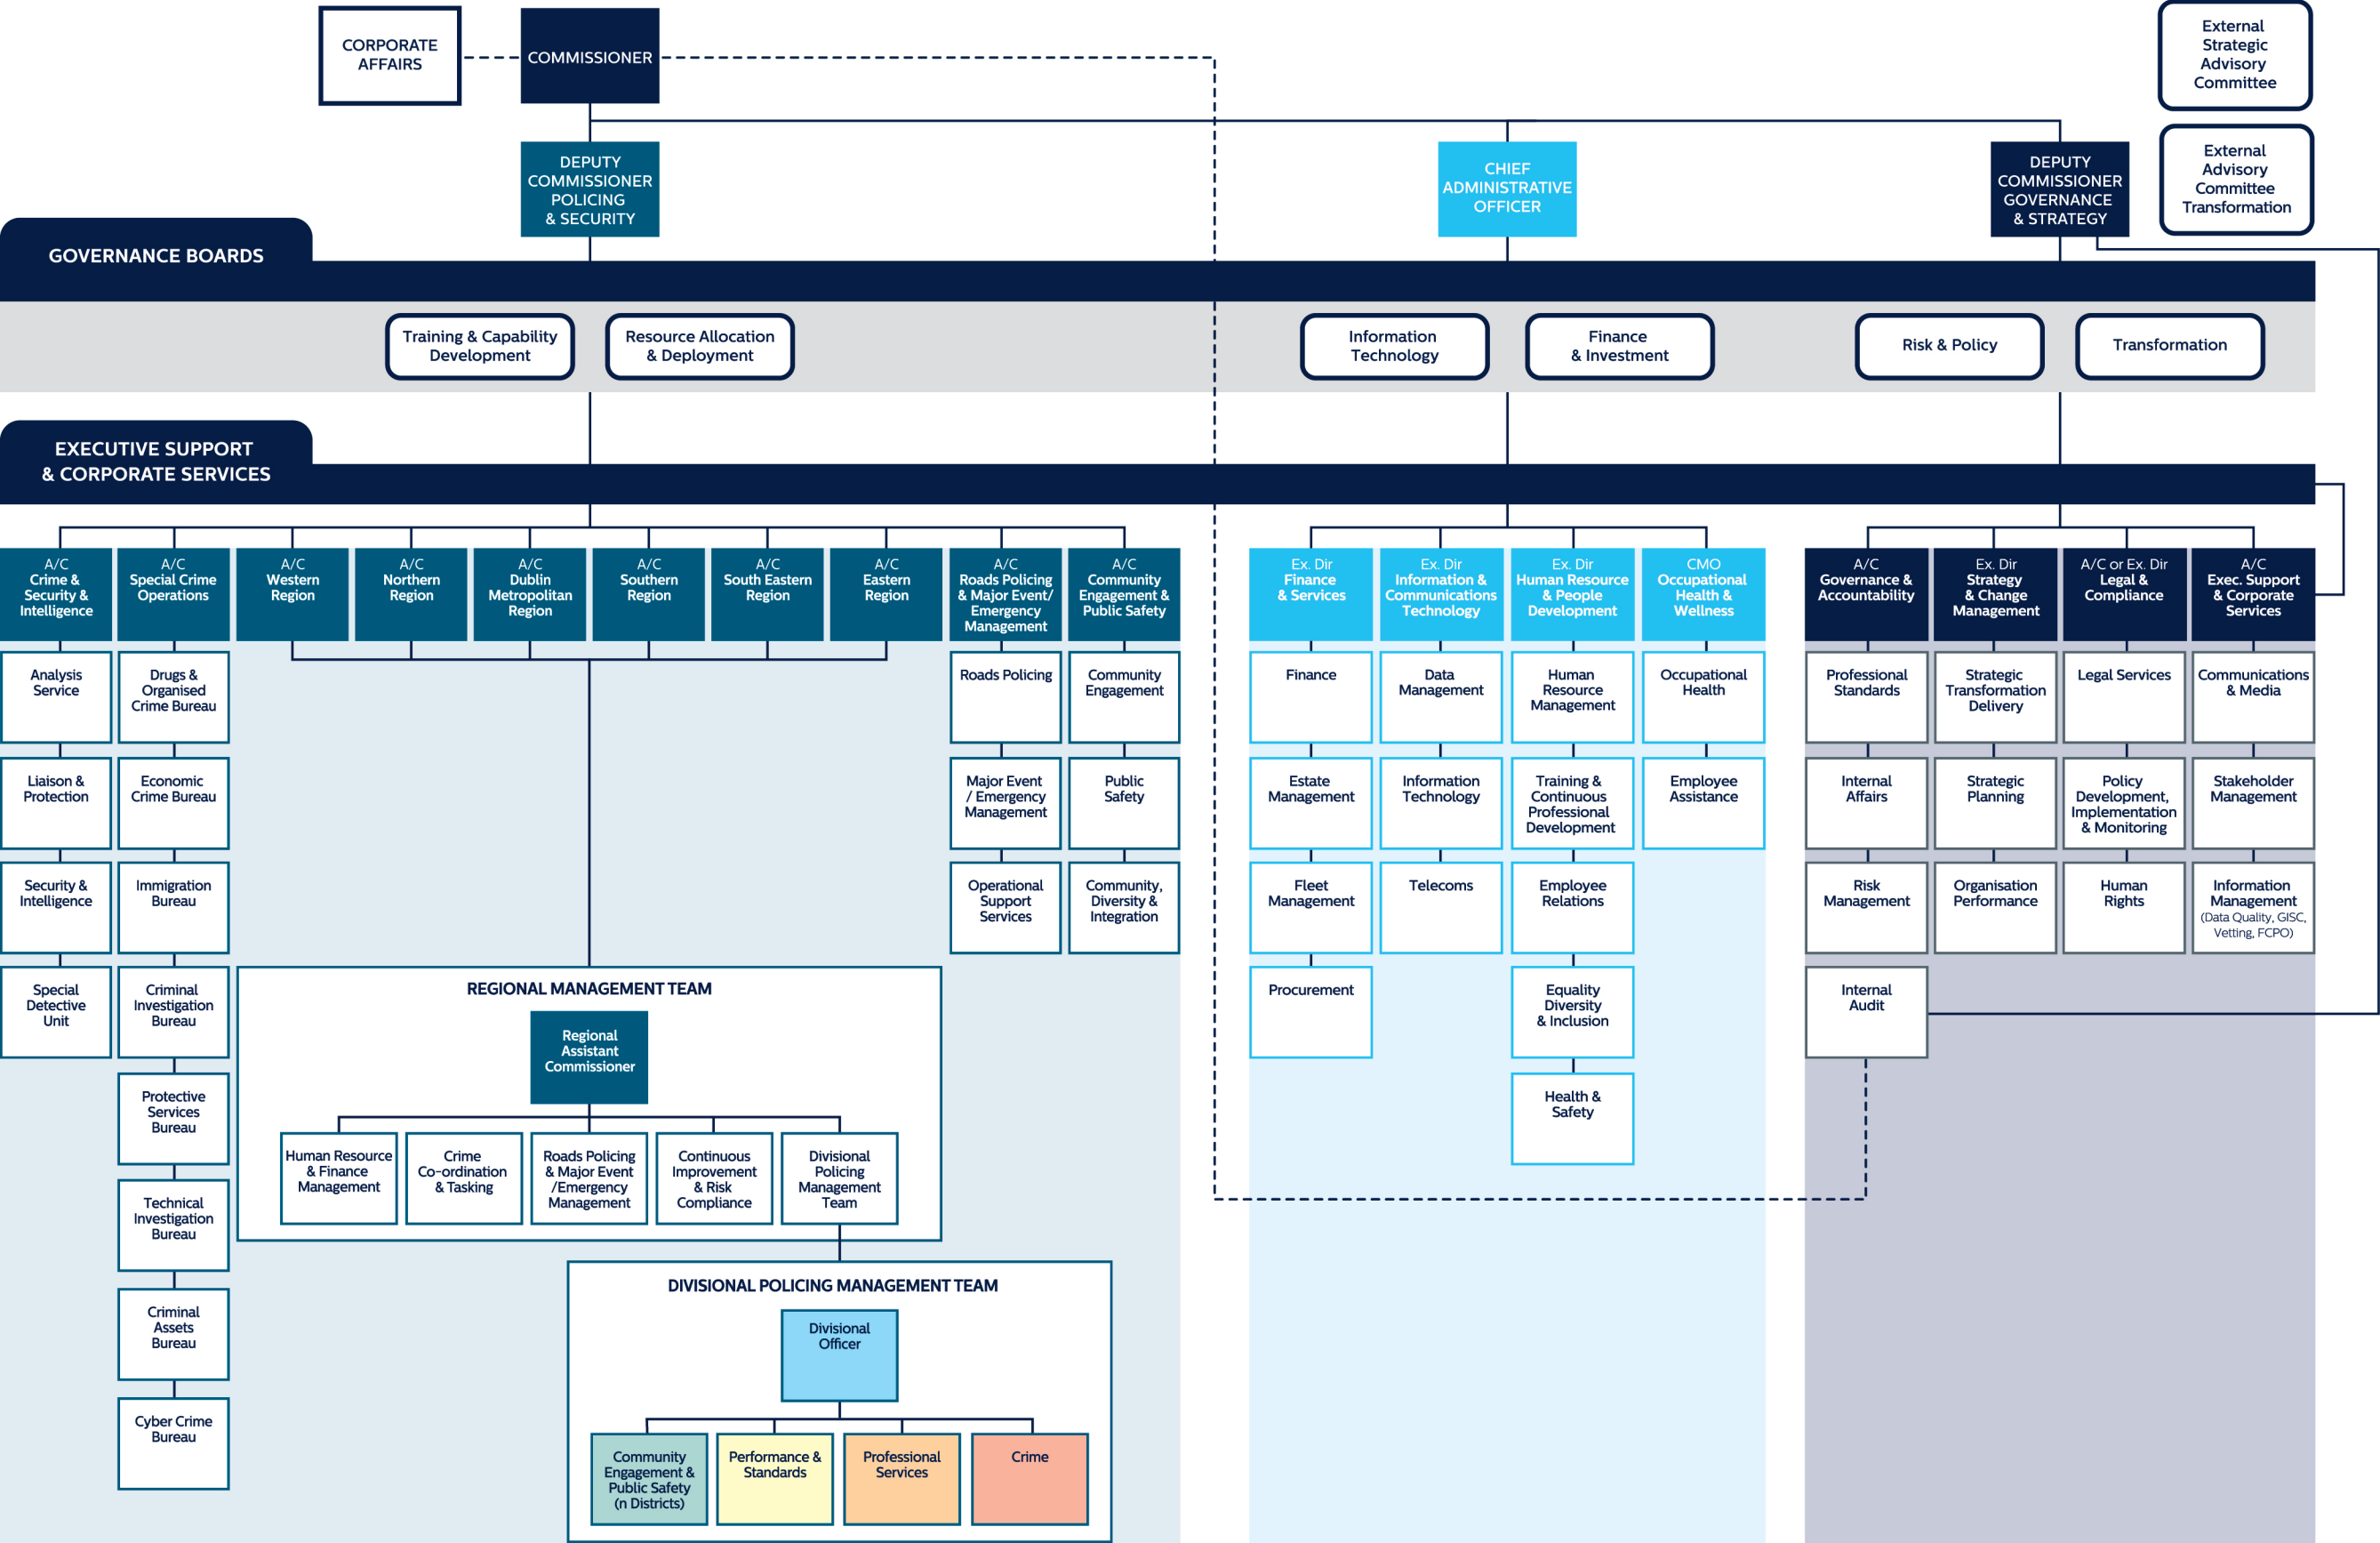 CORPORATE
AFFAIRS
COMMISSIONER
External
Strategic
Advisory
Committee
DEPUTY
COMMISSIONER
POLICING
& SECURITY
CHIEF
ADMINISTRATIVE
OFFICER
DEPUTY
COMMISSIONER
GOVERNANCE
& STRATEGY
External
Advisory
Committee
Transformation
GOVERNANCE BOARDS
Training & Capability
Development
Resource Allocation
& Deployment
Information
Technology
Finance
& Investment
Risk & Policy
Transformation
EXECUTIVE SUPPORT
& CORPORATE SERVICES
A/C
Crime &
Security &
Intelligence
A/C
Special Crime
Operations
A/C
Western
Region
A/C
Northern
Region
A/C
Dublin
Metropolitan
Region
A/C
Southern
Region
A/C
South Eastern
Region
A/C
Eastern
Region
A/C
Roads Policing
& Major Event/
Emergency
Management
A/C
Community
Engagement &
Public Safety
Ex. Dir
Finance
& Services
Ex. Dir
Information &
Communications
Technology
Ex. Dir
Human Resource
& People
Development
CMO
Occupational
Health &
Wellness
A/C
Governance &
Accountability
Ex. Dir
Strategy
& Change
Management
A/C or Ex. Dir
Legal &
Compliance
A/C
Exec. Support
& Corporate
Services
Analysis
Service
Drugs &
Organised
Crime Bureau
Roads Policing
Community
Engagement
Finance
Data
Management
Human
Resource
Management
Occupational
Health
Professional
Standards
Strategic
Transformation
Delivery
Legal Services
Communications
& Media
Liaison &
Protection
Economic
Crime Bureau
Major Event
/ Emergency
Management
Public
Safety
Estate
Management
Information
Technology
Training &
Continuous
Professional
Development
Employee
Assistance
Internal
Affairs
Strategic
Planning
Policy
Development,
Implementation
& Monitoring
Stakeholder
Management
Security &
Intelligence
Immigration
Bureau
Operational
Support
Services
Community,
Diversity &
Integration
Fleet
Management
Telecoms
Employee
Relations
Risk
Management
Organisation
Performance
Human
Rights
Information
Management
(Data Quality, GISC,
Vetting, FCPO)
Special
Detective
Unit
Criminal
Investigation
Bureau
REGIONAL MANAGEMENT TEAM
Procurement
Equality
Diversity
& Inclusion
Internal
Audit
Regional
Assistant
Commissioner
Protective
Services
Bureau
Health &
Safety
Human Resource
& Finance
Management
Crime
Co-ordination
& Tasking
Roads Policing
& Major Event
/Emergency
Management
Continuous
Improvement
& Risk
Compliance
Divisional
Policing
Management
Team
Technical
Investigation
Bureau
DIVISIONAL POLICING MANAGEMENT TEAM
Criminal
Assets
Bureau
Divisional
Officer
Cyber Crime
Bureau
Community
Engagement &
Public Safety
(n Districts)
Performance &
Standards
Professional
Services
Crime